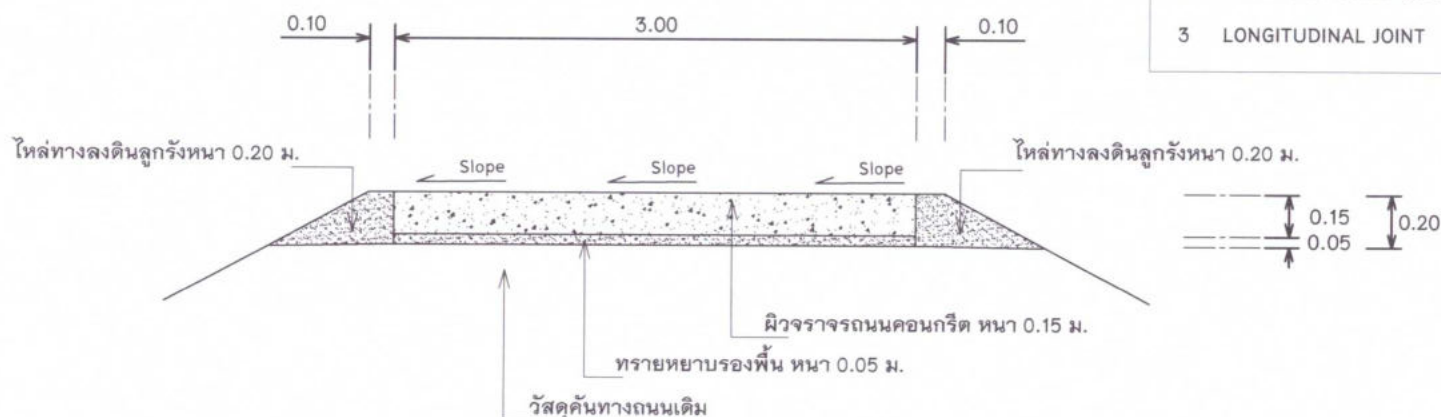 0.10 3.00 0.10
3 LONGITUDINAL JOINT
ไหล่ทางลงดินลูกรังหนา 0.20 ม.
ไหล่ทางลงดินลูกรังหนา 0.20 ม.
Slope Slope Slope
0.15
0.20
0.05
ผิวจราจรถนนคอนกรีต หนา 0.15 ม.
ทรายหยาบรองพื้น หนา 0.05 ม.
วัสดุคันทางถนนเดิม